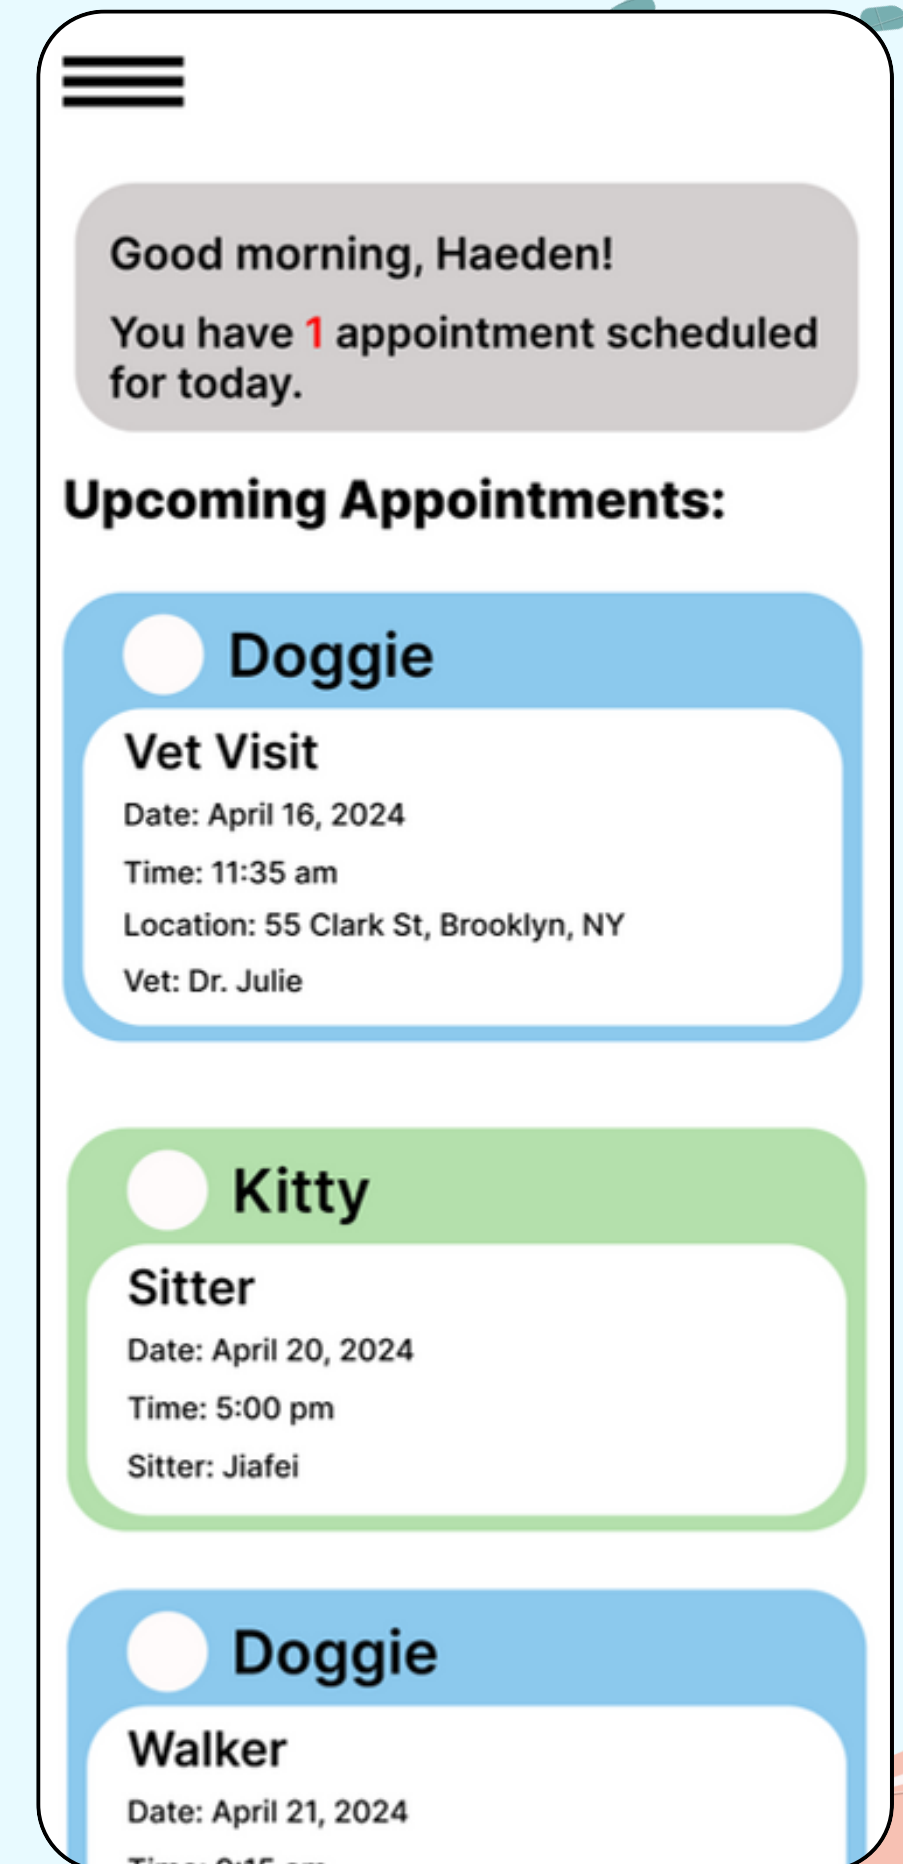 Good morning, Haeden!
You have 1 appointment scheduled
for today.
Upcoming Appointments:
Doggie
Vet Visit
Date: April 16, 2024
Time: 11:35 am
Location: 55 Clark St, Brooklyn, NY
Vet: Dr. Julie
Kitty
Sitter
Date: April 20, 2024
Time: 5:00 pm
Sitter: Jiafei
Doggie
Walker
Date: April 21, 2024